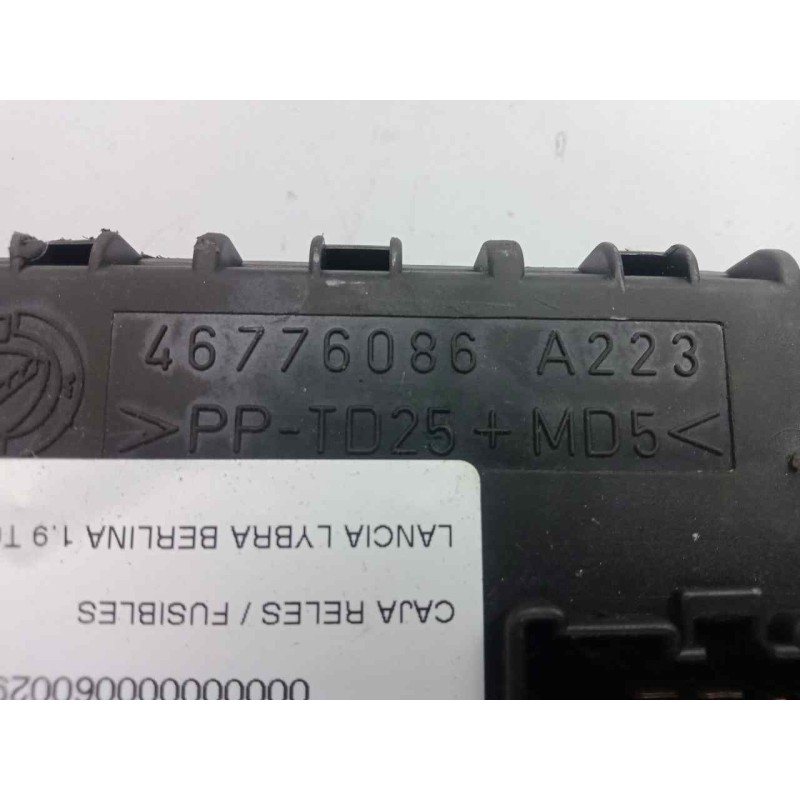 46776086 A223
>PP-TD25+MD5<
LANCIA LYBRA BERLINA 1.9
CAJA RELES / FUSIBLES